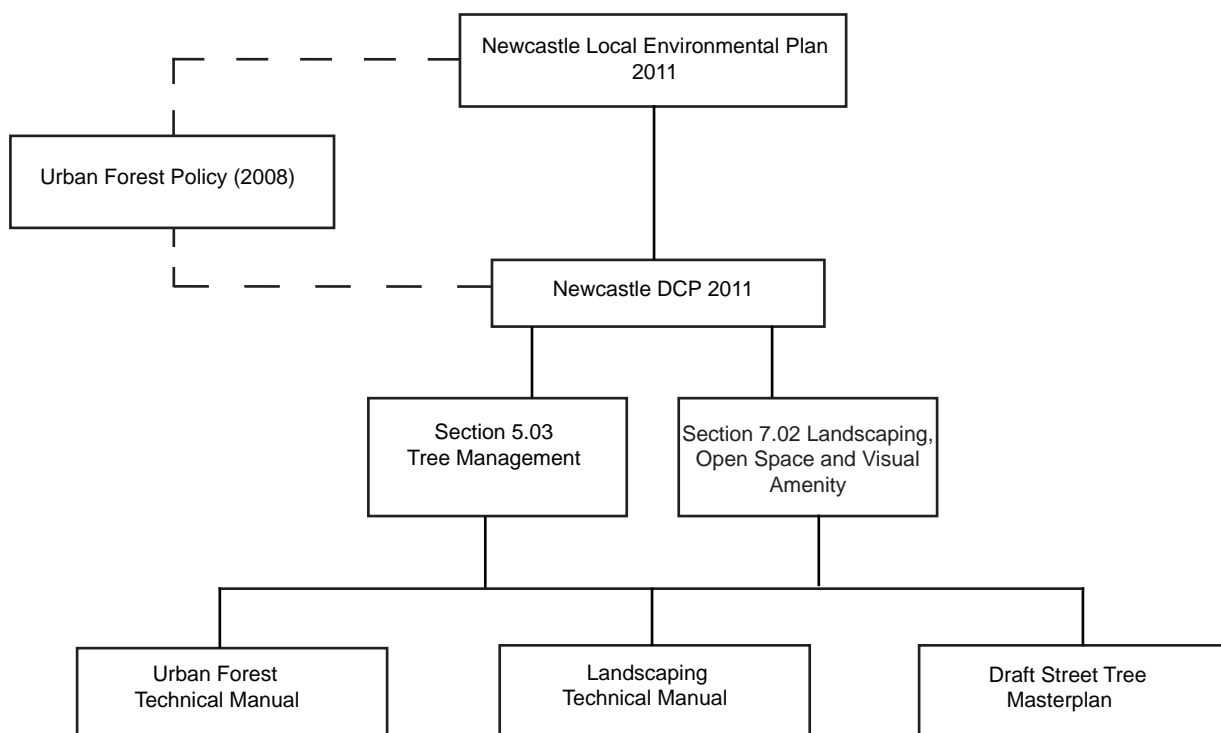 Newcastle Local Environmental Plan
2011
Urban Forest Policy (2008)
Newcastle DCP 2011
Section 5.03
Tree Management
Section 7.02 Landscaping,
Open Space and Visual
Amenity
Urban Forest
Technical Manual
Landscaping
Technical Manual
Draft Street Tree
Masterplan